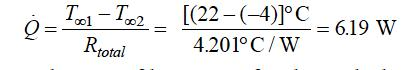 Q̇ = (T∞1 − T∞2) / R_total = [(22 − (−4)]°C / 4.201°C / W = 6.19 W